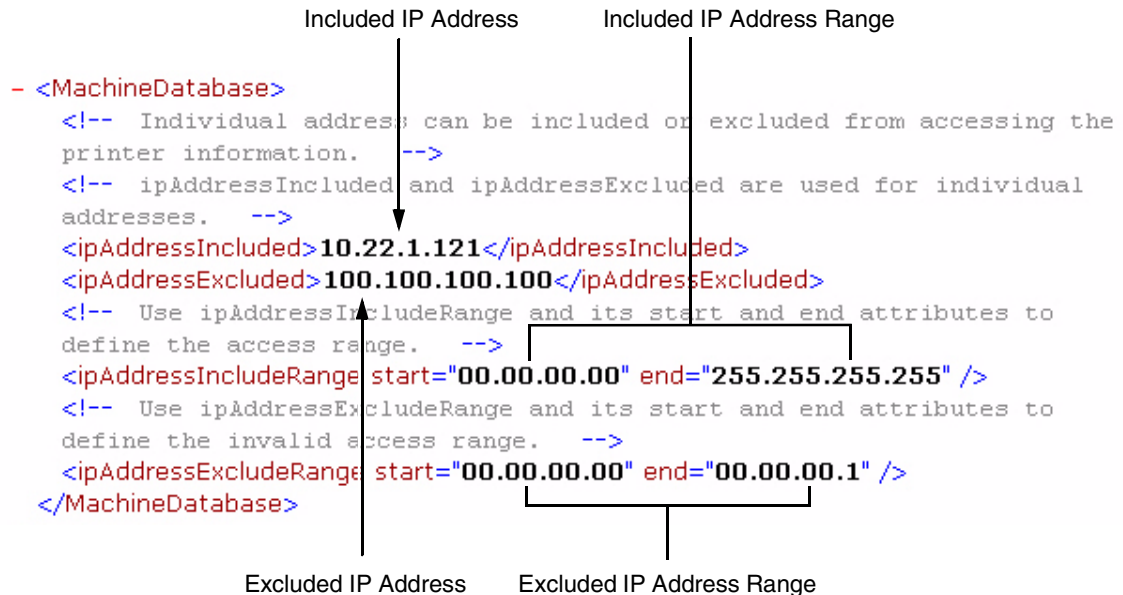 Included IP Address Included IP Address Range
- <MachineDatabase>
<!-- Individual address can be included or excluded from accessing the
printer information. -->
<!-- ipAddressIncluded and ipAddressExcluded are used for individual
addresses. -->
<ipAddressIncluded>10.22.1.121</ipAddressIncluded>
<ipAddressExcluded>100.100.100.100</ipAddressExcluded>
<!-- Use ipAddressIncludeRange and its start and end attributes to
define the access range. -->
<ipAddressIncludeRange start="00.00.00.00" end="255.255.255.255" />
<!-- Use ipAddressExcludeRange and its start and end attributes to
define the invalid access range. -->
<ipAddressExcludeRange start="00.00.00.00" end="00.00.00.1" />
</MachineDatabase>
Excluded IP Address Excluded IP Address Range